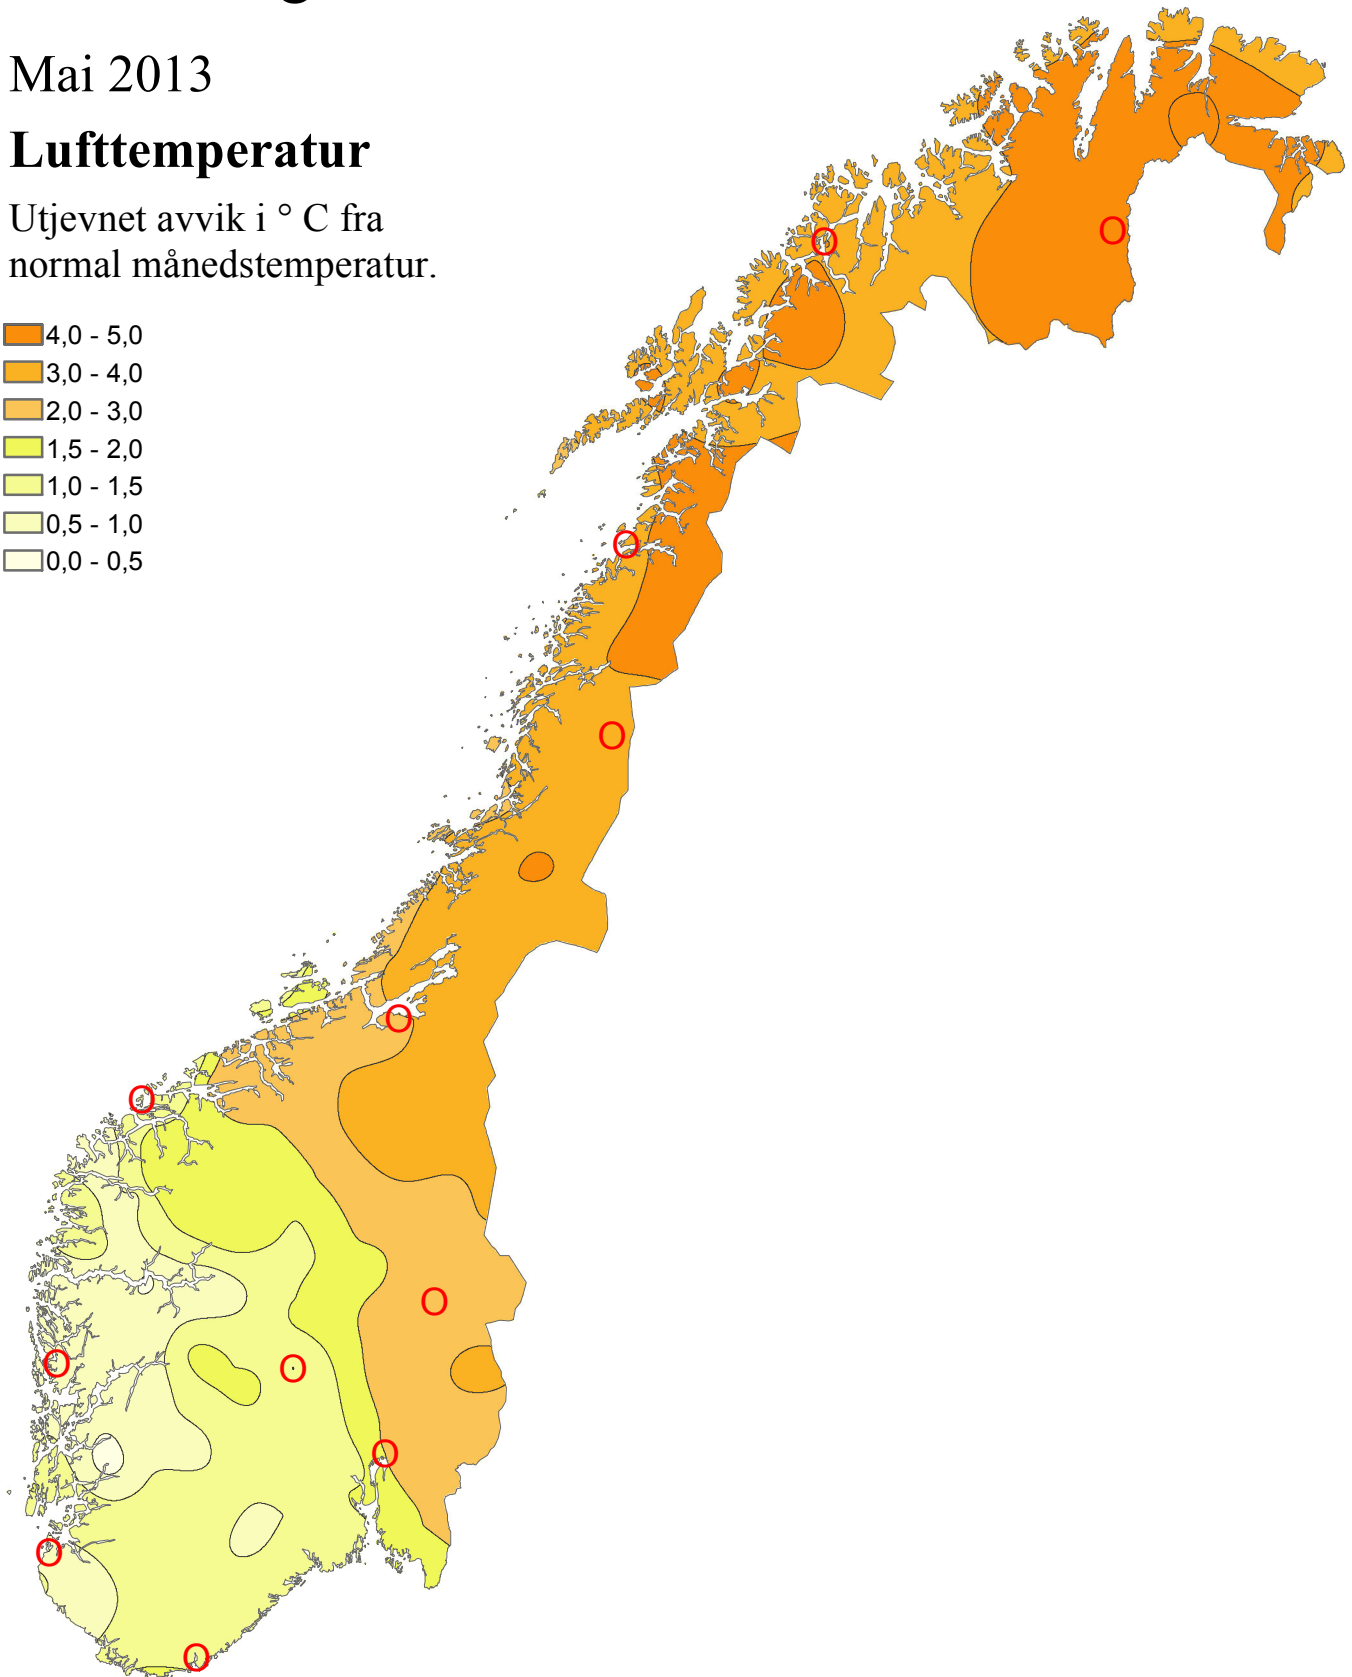 Mai 2013
Lufttemperatur
Utjevnet avvik i ° C fra
normal månedstemperatur.
4,0 - 5,0
3,0 - 4,0
2,0 - 3,0
1,5 - 2,0
1,0 - 1,5
0,5 - 1,0
0,0 - 0,5